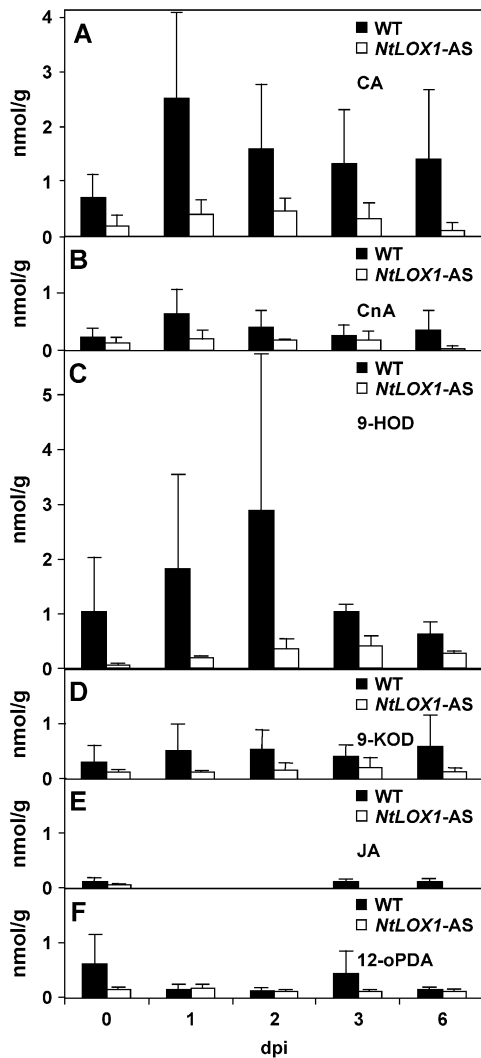 A
WT
NtLOX1-AS
CA
nmol/g
4
3
2
1
0
B
WT
NtLOX1-AS
CnA
nmol/g
1
0
C
WT
NtLOX1-AS
9-HOD
nmol/g
5
4
3
2
1
0
D
WT
NtLOX1-AS
9-KOD
nmol/g
1
0
E
WT
NtLOX1-AS
JA
nmol/g
1
0
F
WT
NtLOX1-AS
12-oPDA
nmol/g
1
0
0 1 2 3 6
dpi